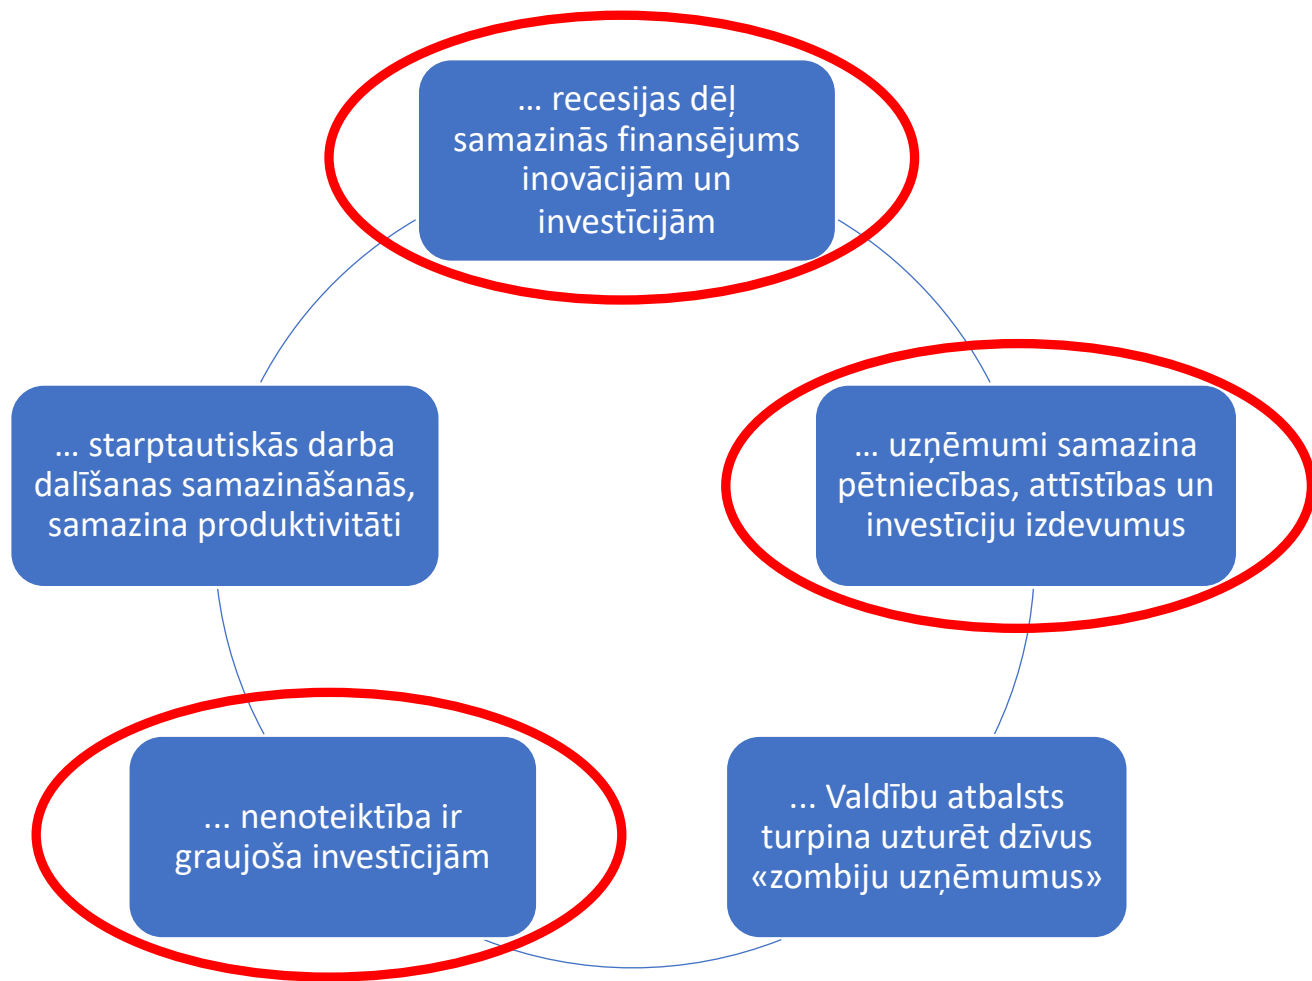 ... recesijas dēļ
samazinās finansējums
inovācijām un
investīcijām
... uzņēmumi samazina
pētniecības, attīstības un
investīciju izdevumus
... Valdību atbalsts
turpina uzturēt dzīvus
«zombiju uzņēmumus»
... nenoteiktība ir
graujoša investīcijām
... starptautiskās darba
dalīšanas samazināšanās,
samazina produktivitāti